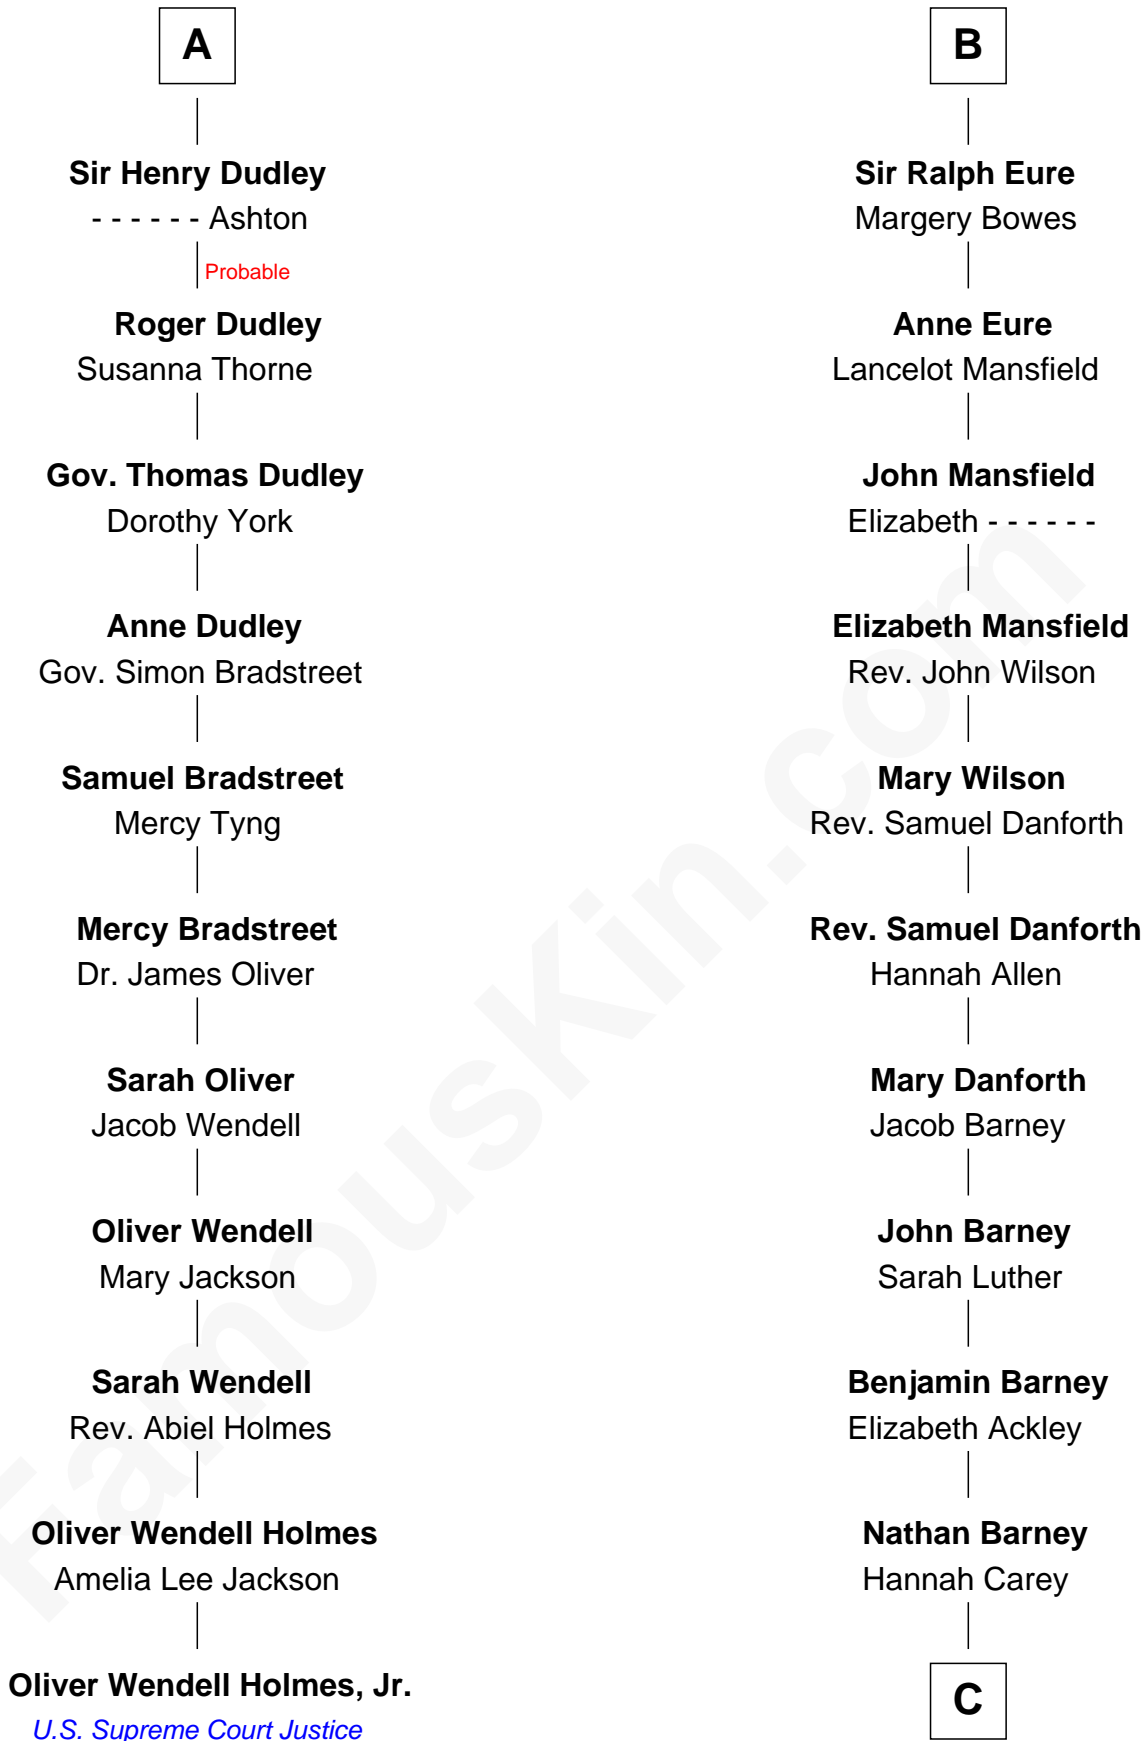 A
Sir Henry Dudley
- - - - - - Ashton
Probable
Roger Dudley
Susanna Thorne
Gov. Thomas Dudley
Dorothy York
Anne Dudley
Gov. Simon Bradstreet
Samuel Bradstreet
Mercy Tyng
Mercy Bradstreet
Dr. James Oliver
Sarah Oliver
Jacob Wendell
Oliver Wendell
Mary Jackson
Sarah Wendell
Rev. Abiel Holmes
Oliver Wendell Holmes
Amelia Lee Jackson
Oliver Wendell Holmes, Jr.
U.S. Supreme Court Justice
B
Sir Ralph Eure
Margery Bowes
Anne Eure
Lancelot Mansfield
John Mansfield
Elizabeth - - - - - -
Elizabeth Mansfield
Rev. John Wilson
Mary Wilson
Rev. Samuel Danforth
Rev. Samuel Danforth
Hannah Allen
Mary Danforth
Jacob Barney
John Barney
Sarah Luther
Benjamin Barney
Elizabeth Ackley
Nathan Barney
Hannah Carey
C
FamousKin.com